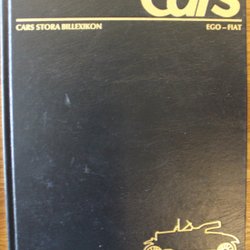 Cars
CARS STORA BILLEXIKON
EGO – FIAT